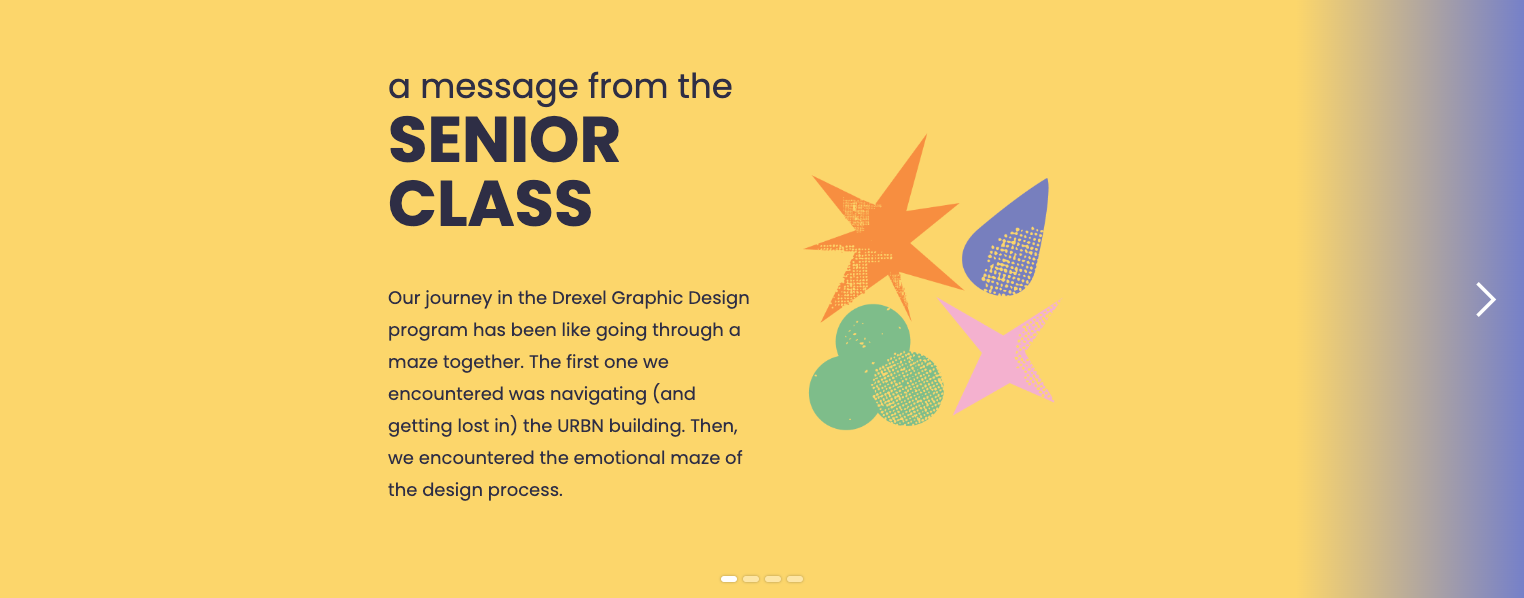 a message from the
SENIOR
CLASS
Our journey in the Drexel Graphic Design
program has been like going through a
maze together. The first one we
encountered was navigating (and
getting lost in) the URBN building. Then,
we encountered the emotional maze of
the design process.